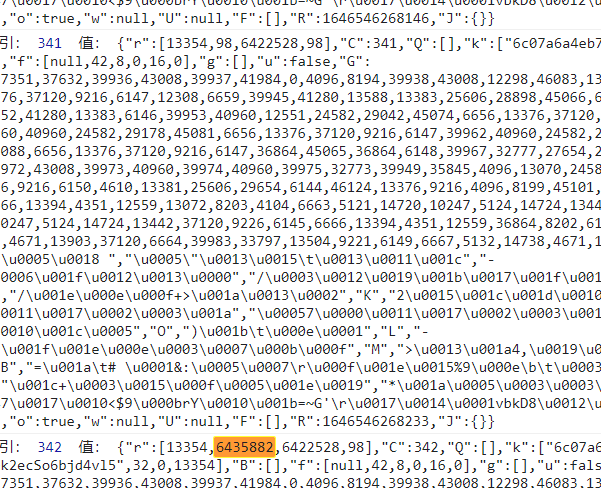 7\u0017\u0010<$9\u000brY\u0010\u001b=~G'\r\u0017\u0014\u0001vbkD8\u0012\u
,"o":true,"w":null,"U":null,"F":[],"R":1646546268146,"J":{}}
引: 341 值: {"r":[13354,98,6422528,98],"C":341,"Q":[],"k":["6c07a6a4eb7
,"f":[null,42,8,0,16,0],"g":[],"u":false,"G":
7351,37632,39936,43008,39937,41984,0,4096,8194,39938,43008,12298,46083,13
76,37120,9216,6147,12308,6659,39945,41280,13588,13383,25606,28898,45066,6
52,41280,13383,6146,39953,40960,12551,24582,29042,45074,6656,13376,37120,
60,40960,24582,29178,45081,6656,13376,37120,9216,6147,39962,40960,24582,2
088,6656,13376,37120,9216,6147,36864,45065,36864,6148,39967,32777,27654,2
972,43008,39973,40960,39974,40960,39975,32773,39949,35845,4096,13070,2458
6,9216,6150,4610,13381,25606,29654,6144,46124,13376,9216,4096,8199,45101,
66,13394,4351,12559,13072,8203,4104,6663,5121,14720,10247,5124,14724,1344
0247,5124,14724,13442,37120,9226,6145,6666,13394,4351,12559,36864,8202,61
,4671,13903,37120,6664,39983,33797,13504,9221,6149,6667,5132,14738,4671,1
\u0005\u0018 ","\u0005\"\u0013\u0015\t\u0013\u0011\u001c","-
0006\u001f\u0012\u0013\u0000","/\u0003\u0012\u0019\u001b\u0017\u001f\u001
,"/\u001e\u000e\u000f+>\u001a\u0013\u0002","K","2\u0015\u001c\u001d\u0010
0011\u0017\u0002\u0003\u001a","\u00057\u0000\u0011\u0017\u0002\u0003\u001
0010\u001c\u0005","O",")\u001b\t\u000e\u0001","L","-
\u001f\u001e\u000e\u0003\u0007\u000b\u000f","M",">\u0013\u001a4,\u0019\u0
B","=\u001a\t# \u0001&:\u0005\u0007\r\u000f\u001e\u0015%9\u000e\b\t\u0003
"\u001c+\u0003\u0015\u000f\u0005\u001e\u0019","*\u001a\u0005\u0003\u0003\
7\u0017\u0010<$9\u000brY\u0010\u001b=~G'\r\u0017\u0014\u0001vbkD8\u0012\u
,"o":true,"w":null,"U":null,"F":[],"R":1646546268233,"J":{}}
引: 342 值: {"r":[13354,6435882,6422528,98],"C":342,"Q":[],"k":["6c07a6
k2ecSo6bjd4vl5",32,0,13354],"B":[],"f":[null,42,8,0,16,0],"g":[],"u":fals
7351,37632,39936,43008,39937,41984,0,4096,8194,39938,43008,12298,46083,13